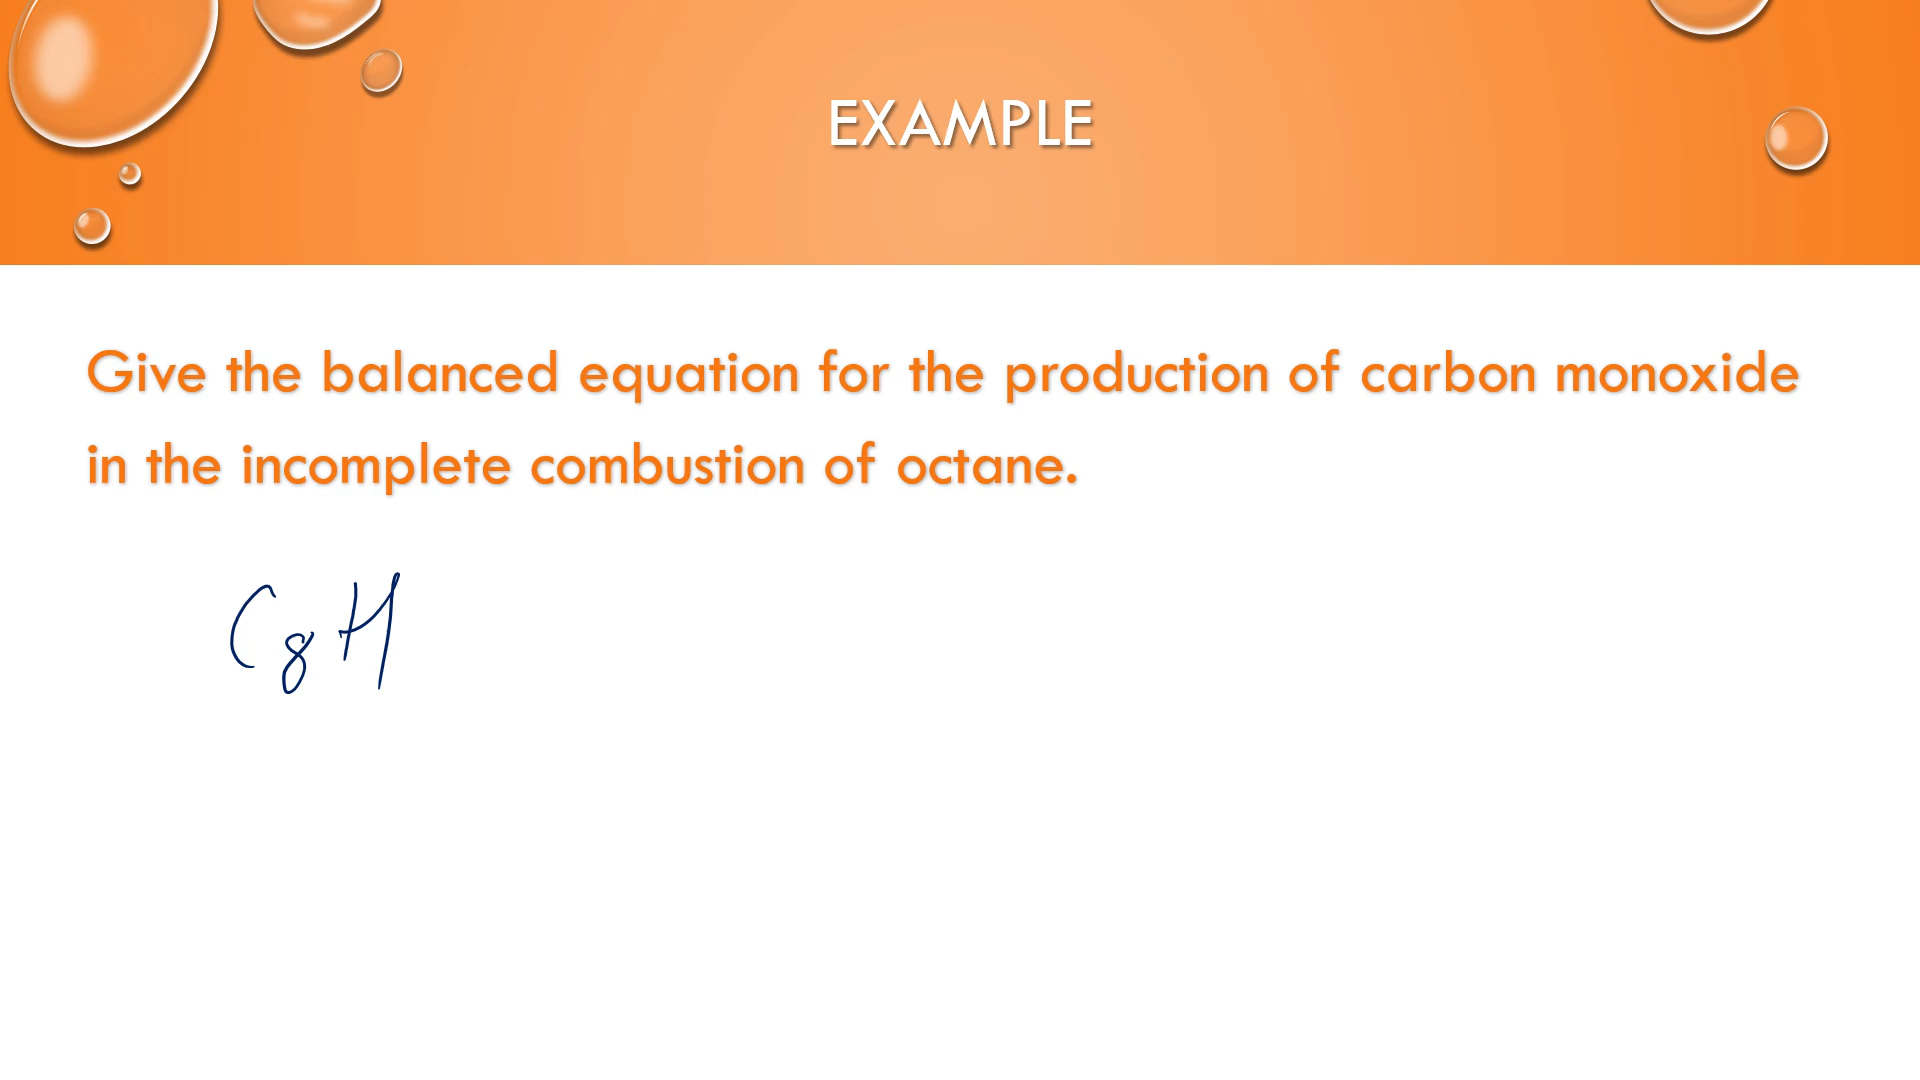 EXAMPLE
Give the balanced equation for the production of carbon monoxide
in the incomplete combustion of octane.
C₈H